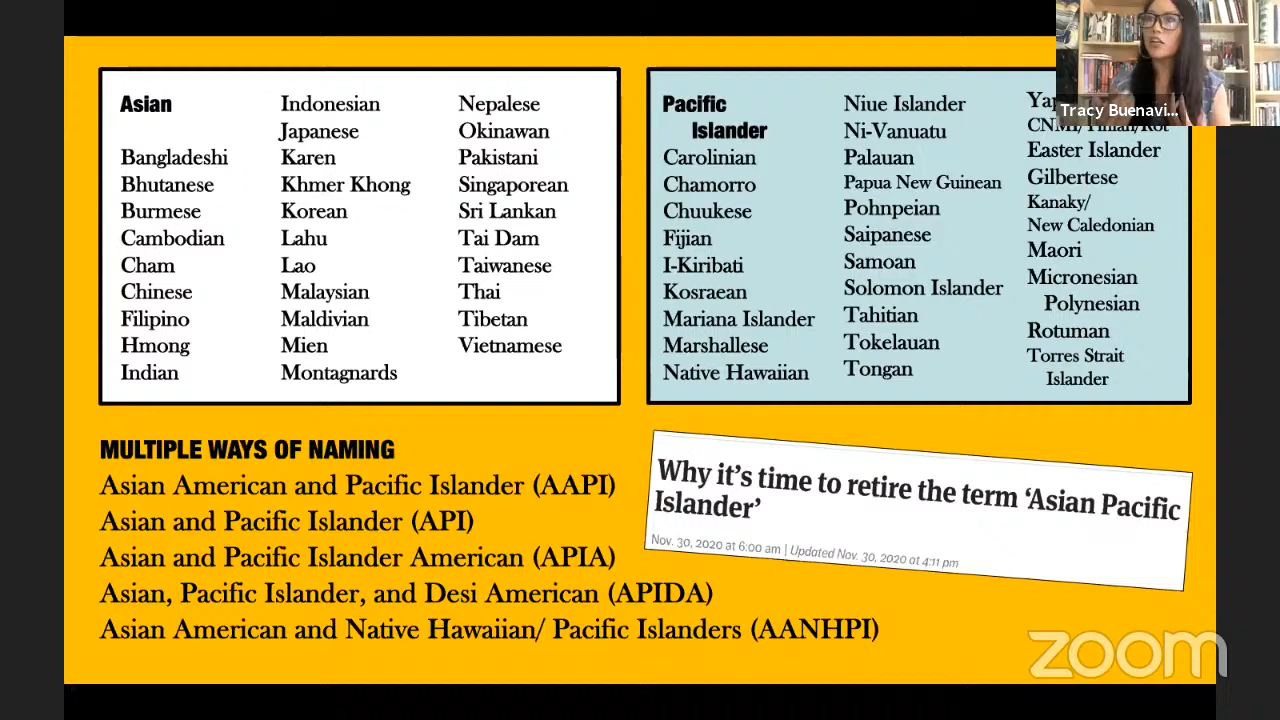 Asian
Bangladeshi
Bhutanese
Burmese
Cambodian
Cham
Chinese
Filipino
Hmong
Indian
Indonesian
Japanese
Karen
Khmer Khong
Korean
Lahu
Lao
Malaysian
Maldivian
Mien
Montagnards
Nepalese
Okinawan
Pakistani
Singaporean
Sri Lankan
Tai Dam
Taiwanese
Thai
Tibetan
Vietnamese
Pacific
Islander
Carolinian
Chamorro
Chuukese
Fijian
I-Kiribati
Kosraean
Mariana Islander
Marshallese
Native Hawaiian
Niue Islander
Ni-Vanuatu
Palauan
Papua New Guinean
Pohnpeian
Saipanese
Samoan
Solomon Islander
Tahitian
Tokelauan
Tongan
CNMI/Tinian/Rot
Easter Islander
Gilbertese
Kanaky/
New Caledonian
Maori
Micronesian
Polynesian
Rotuman
Torres Strait
Islander
Tracy Buenavi...
MULTIPLE WAYS OF NAMING
Asian American and Pacific Islander (AAPI)
Asian and Pacific Islander (API)
Asian and Pacific Islander American (APIA)
Asian, Pacific Islander, and Desi American (APIDA)
Asian American and Native Hawaiian/ Pacific Islanders (AANHPI)
Why it's time to retire the term 'Asian Pacific
Islander'
Nov. 30, 2020 at 6:00 am | Updated Nov. 30, 2020 at 4:11 pm
zoom